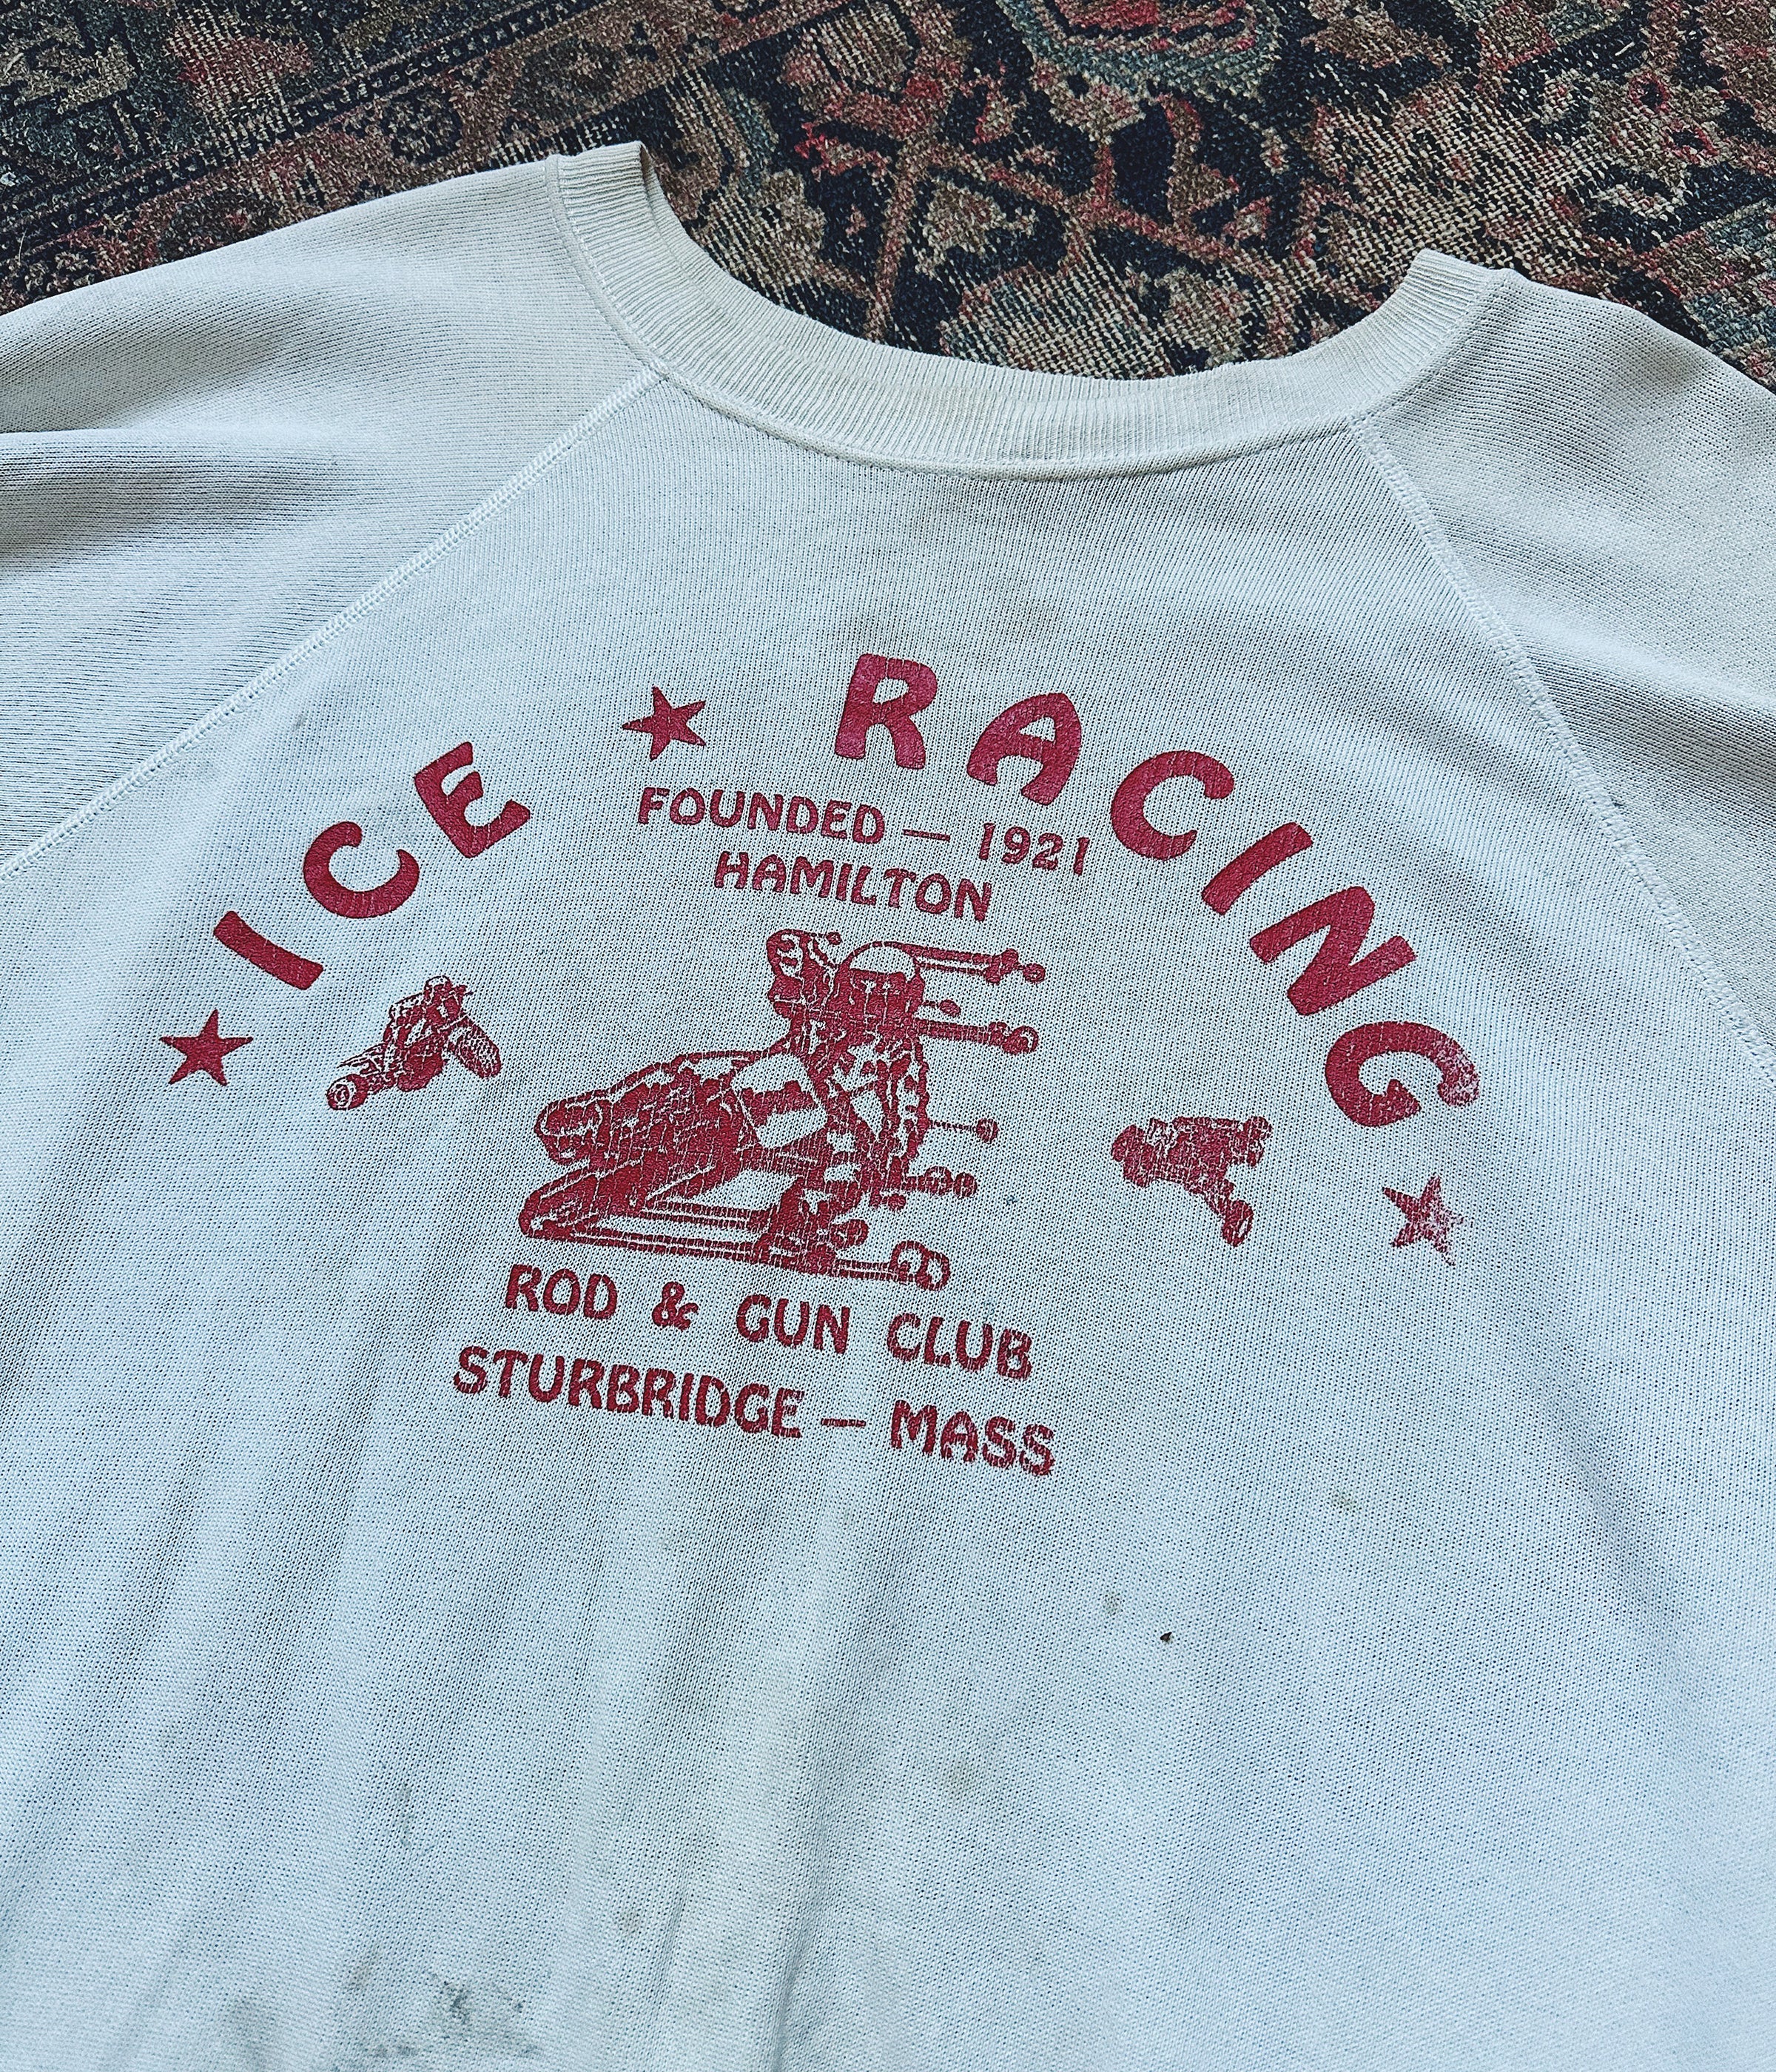 ICE ★ RACING
FOUNDED — 1921
HAMILTON
ROD & GUN CLUB
STURBRIDGE — MASS